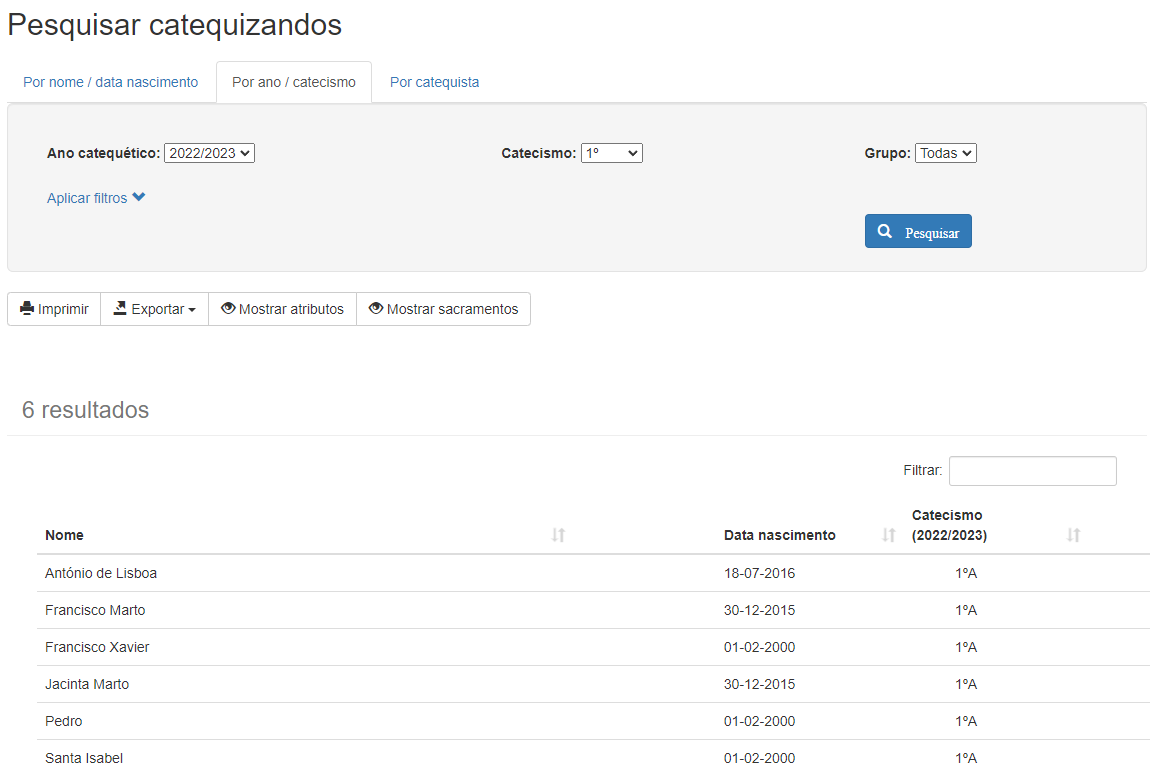 Pesquisar catequizandos
Por nome / data nascimento Por ano / catecismo Por catequista
Ano catequético: 2022/2023 Catecismo: 1º Grupo: Todas
Aplicar filtros
Pesquisar
Imprimir Exportar Mostrar atributos Mostrar sacramentos
6 resultados
Filtrar:
Nome Data nascimento Catecismo
(2022/2023)
António de Lisboa 18-07-2016 1ºA
Francisco Marto 30-12-2015 1ºA
Francisco Xavier 01-02-2000 1ºA
Jacinta Marto 30-12-2015 1ºA
Pedro 01-02-2000 1ºA
Santa Isabel 01-02-2000 1ºA